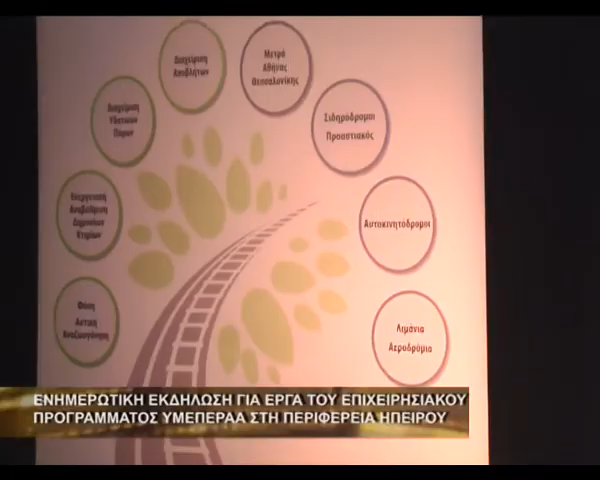 Διαχείριση
Αποβλήτων
Μετρό
Αθήνας
Θεσσαλονίκης
Διαχείριση
Υδατικών
Πόρων
Σιδηρόδρομοι
Προαστιακός
Ενεργειακή
Αναβάθμιση
Δημοσίων
Κτιρίων
Αυτοκινητόδρομοι
Φύση
Αστική
Αναζωογόνηση
Λιμάνια
Αεροδρόμια
ΕΝΗΜΕΡΩΤΙΚΗ ΕΚΔΗΛΩΣΗ ΓΙΑ ΕΡΓΑ ΤΟΥ ΕΠΙΧΕΙΡΗΣΙΑΚΟΥ
ΠΡΟΓΡΑΜΜΑΤΟΣ ΥΜΕΠΕΡΑΑ ΣΤΗ ΠΕΡΙΦΕΡΕΙΑ ΗΠΕΙΡΟΥ